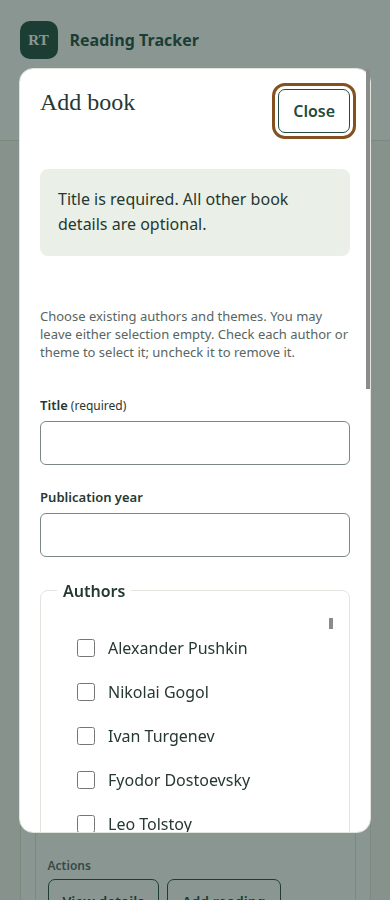 RT Reading Tracker
Add book
Close
Title is required. All other book
details are optional.
Choose existing authors and themes. You may
leave either selection empty. Check each author or
theme to select it; uncheck it to remove it.
Title (required)
Publication year
Authors
Alexander Pushkin
Nikolai Gogol
Ivan Turgenev
Fyodor Dostoevsky
Leo Tolstoy
Actions
View details Add reading